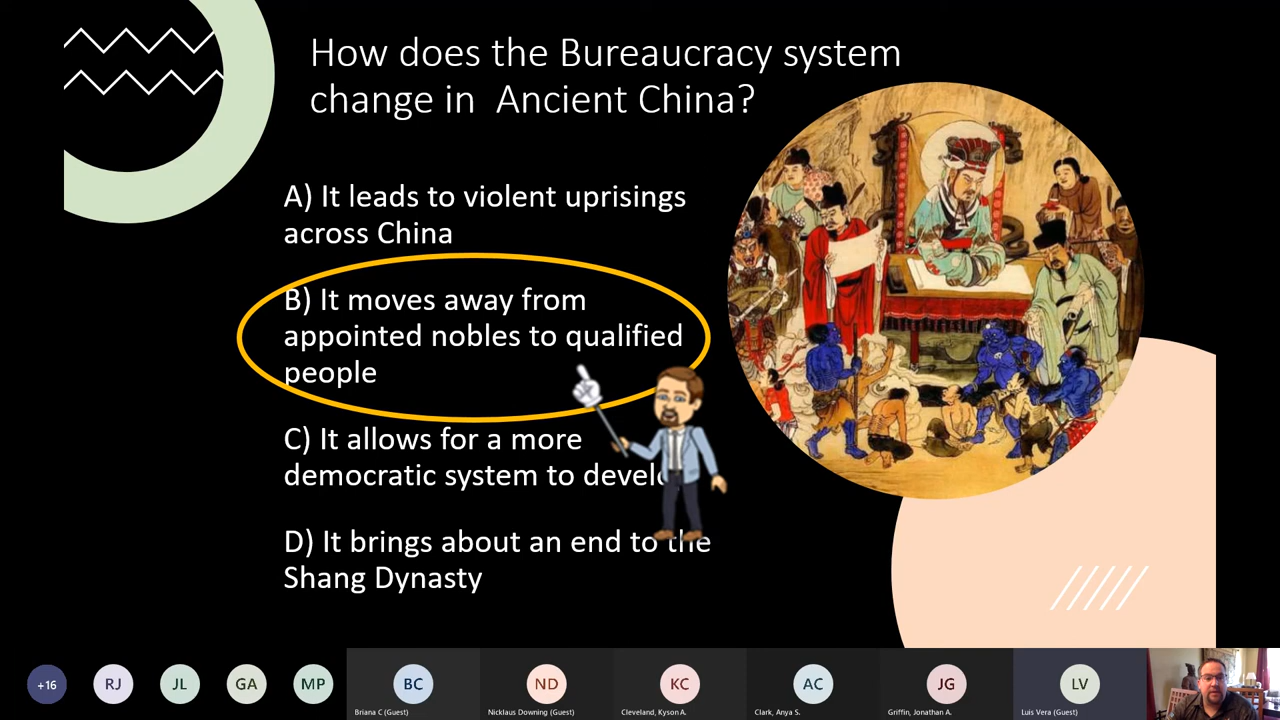 How does the Bureaucracy system
change in Ancient China?
A) It leads to violent uprisings
across China
B) It moves away from
appointed nobles to qualified
people
C) It allows for a more
democratic system to
D) It brings about an end to the
Shang Dynasty
+16
RJ
JL
GA
MP
BC
ND
KC
AC
JG
LV
Briana C (Guest)
Nicklaus Downing (Guest)
Cleveland, Kyson A.
Clark, Anya S.
Griffin, Jonathan A.
Luis Vera (Guest)